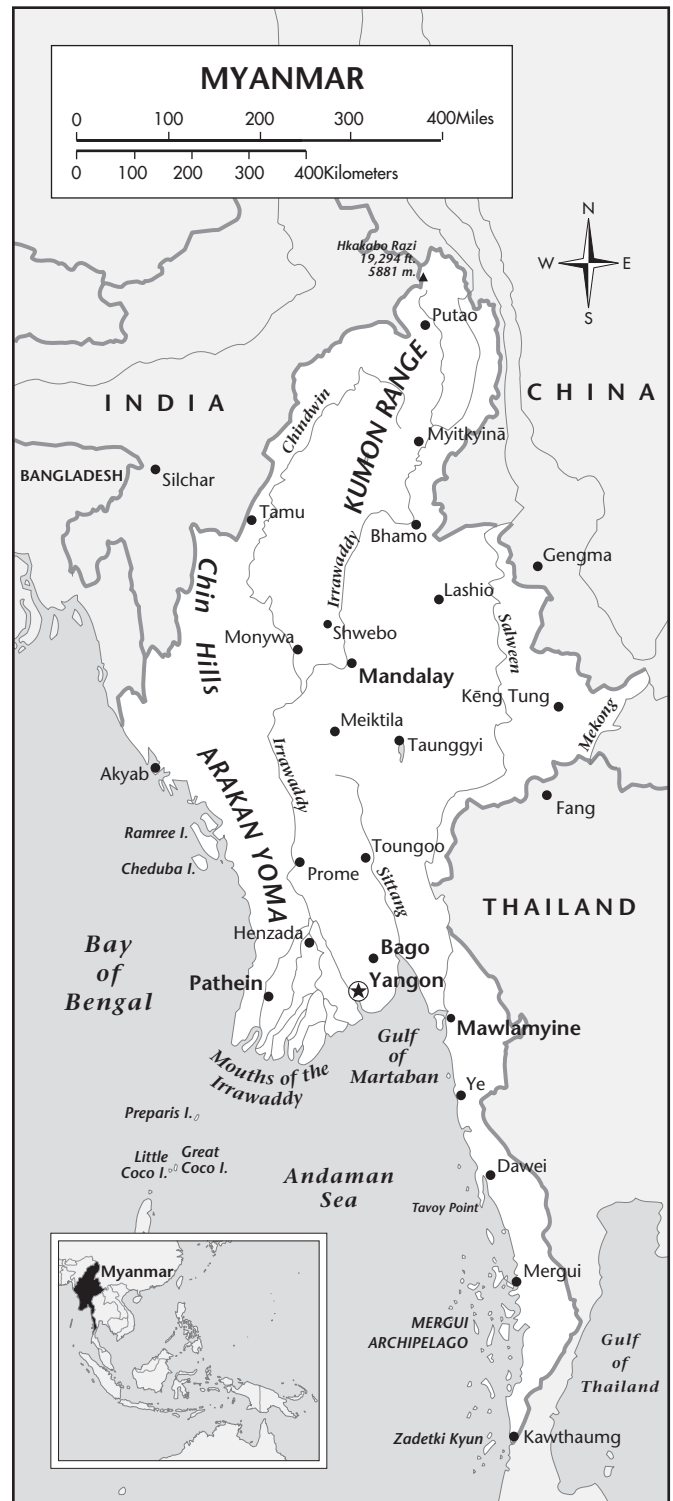 MYANMAR
0 100 200 300 400Miles
0 100 200 300 400Kilometers
Hkakabo Razi
19,294 ft.
5881 m.
N
W E
S
Putao
KUMON RANGE
CHINA
INDIA
Chindwin
Myitkyinā
BANGLADESH
Silchar
Tamu
Bhamo
Gengma
Irrawaddy
Lashio
Chin Hills
Salween
Shwebo
Monywa
Mandalay
Kēng Tung
Mekong
Meiktila
Taunggyi
Irrawaddy
Akyab
ARAKAN YOMA
Fang
Ramree I.
Cheduba I.
Toungoo
Prome
Sittang
THAILAND
Henzada
Bay
of
Bengal
Bago
Pathein
Yangon
Mawlamyine
Gulf
of
Martaban
Mouths of the
Irrawaddy
Ye
Preparis I.
Little
Coco I.
Great
Coco I.
Andaman
Sea
Dawei
Tavoy Point
Myanmar
Mergui
MERGUI
ARCHIPELAGO
Gulf
of
Thailand
Zadetki Kyun
Kawthaumg